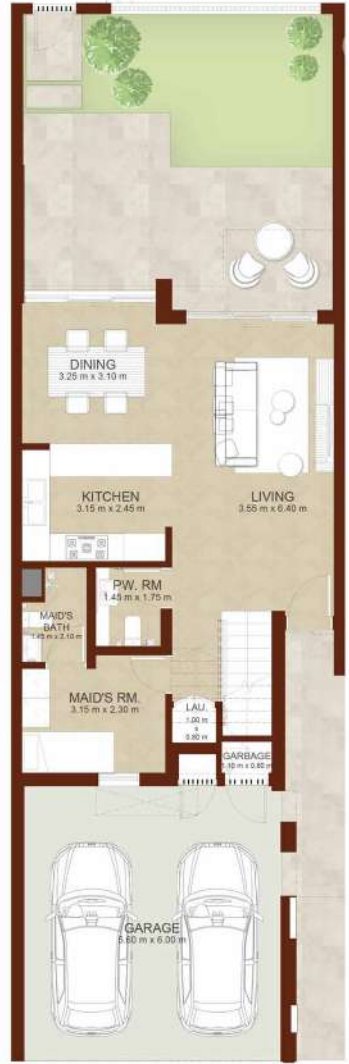 DINING
3.25 m x 3.10 m
KITCHEN
3.15 m x 2.45 m
LIVING
3.55 m x 6.40 m
PW. RM
1.45 m x 1.75 m
MAID'S
BATH
1.45 m x 2.10 m
MAID'S RM.
3.15 m x 2.30 m
LAU.
1.00 m
x
0.80 m
GARBAGE
1.10 m x 0.80 m
GARAGE
5.60 m x 6.00 m